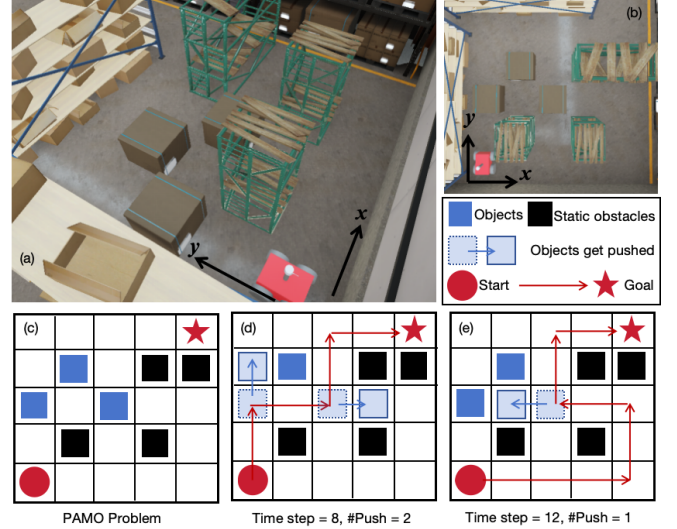 (a)
y
x
(b)
y
x
Objects
Static obstacles
Objects get pushed
Start
Goal
(c)
(d)
(e)
PAMO Problem
Time step = 8, #Push = 2
Time step = 12, #Push = 1